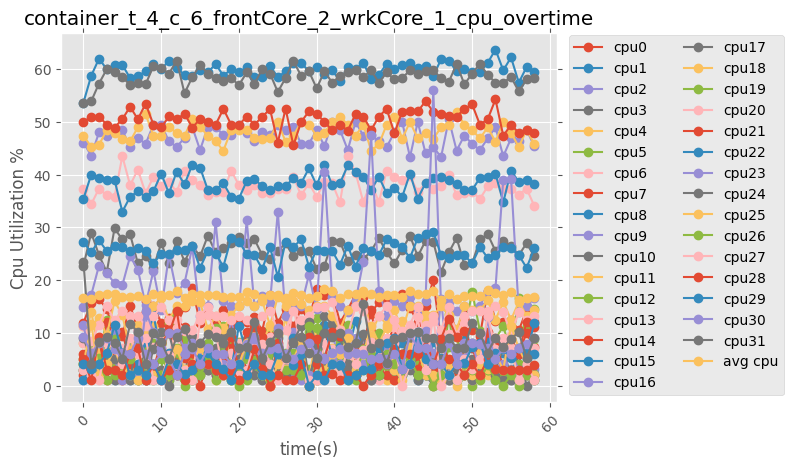 container_t_4_c_6_frontCore_2_wrkCore_1_cpu_overtime
Cpu Utilization %
60
50
40
30
20
10
0
0
10
20
30
40
50
60
time(s)
cpu0
cpu1
cpu2
cpu3
cpu4
cpu5
cpu6
cpu7
cpu8
cpu9
cpu10
cpu11
cpu12
cpu13
cpu14
cpu15
cpu16
cpu17
cpu18
cpu19
cpu20
cpu21
cpu22
cpu23
cpu24
cpu25
cpu26
cpu27
cpu28
cpu29
cpu30
cpu31
avg cpu